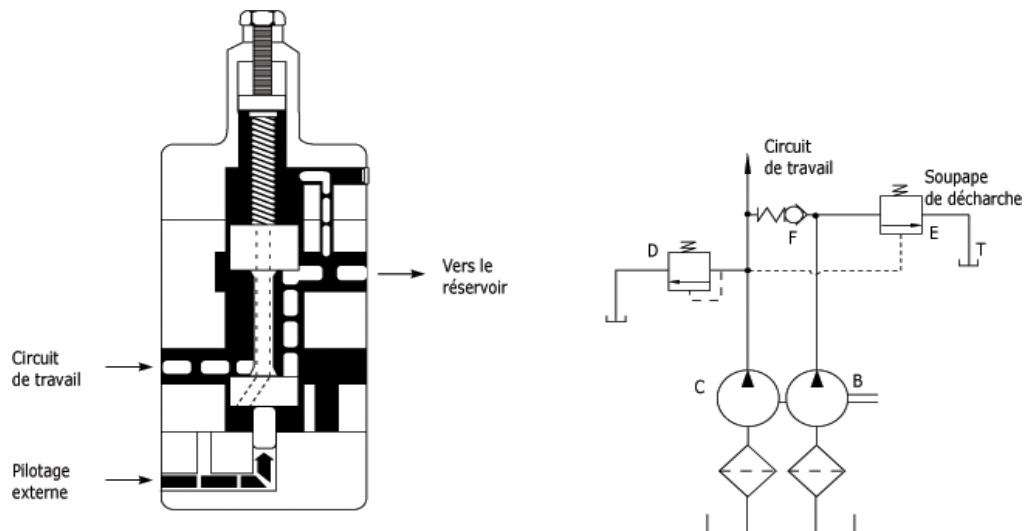 Circuit
de travail
Pilotage
externe
Vers le
réservoir
Circuit
de travail
Soupape
de décharche
D
F
E
T
C
B